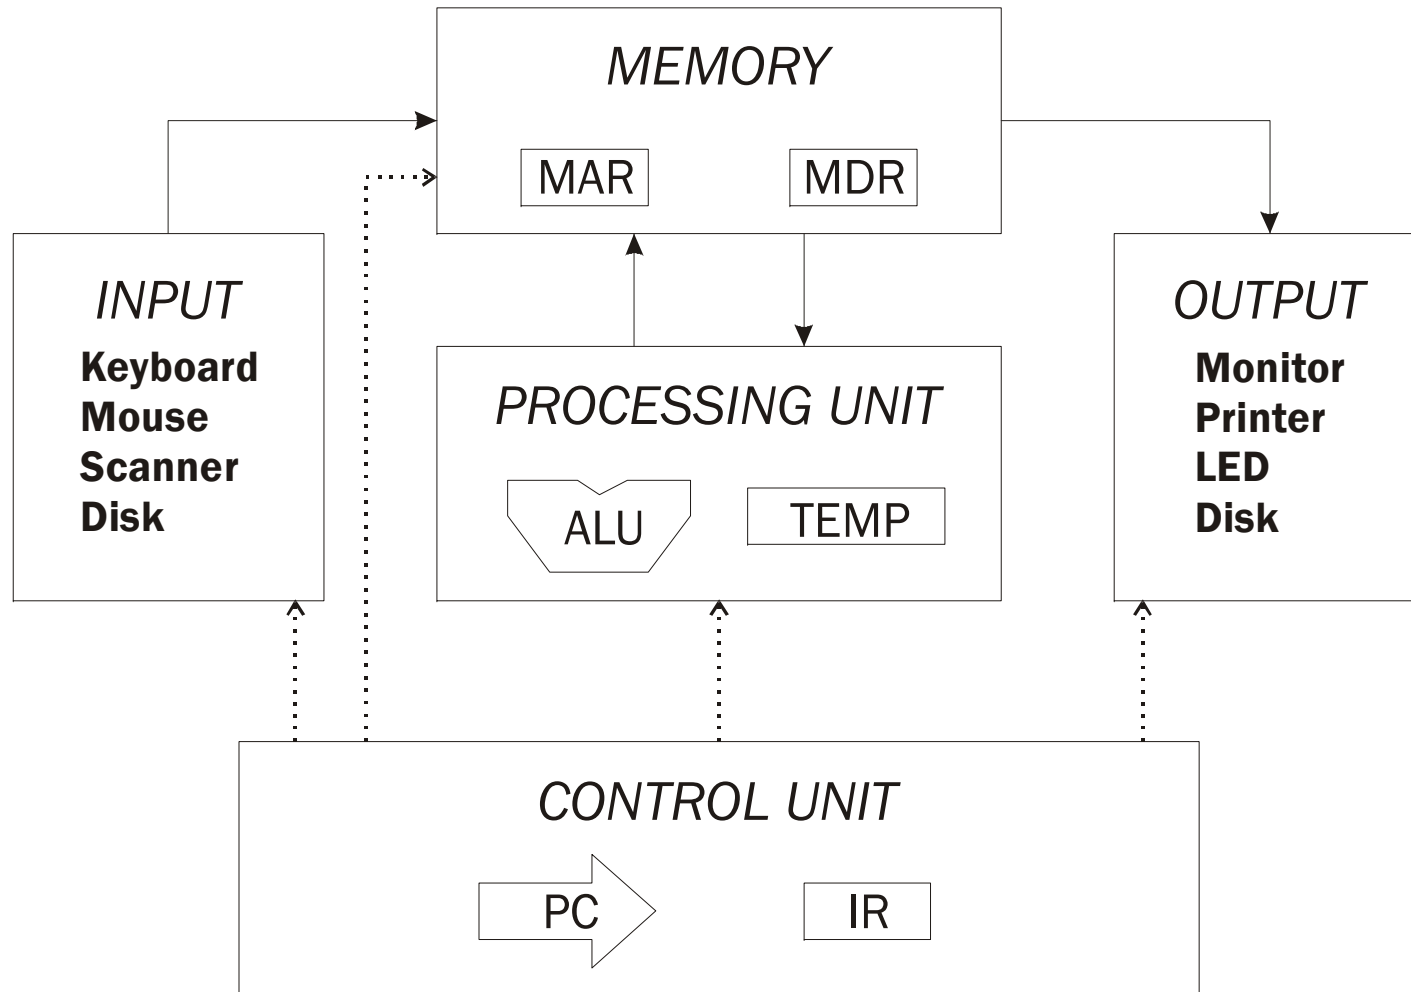 MEMORY
MAR
MDR
INPUT
Keyboard
Mouse
Scanner
Disk
PROCESSING UNIT
ALU
TEMP
OUTPUT
Monitor
Printer
LED
Disk
CONTROL UNIT
PC
IR